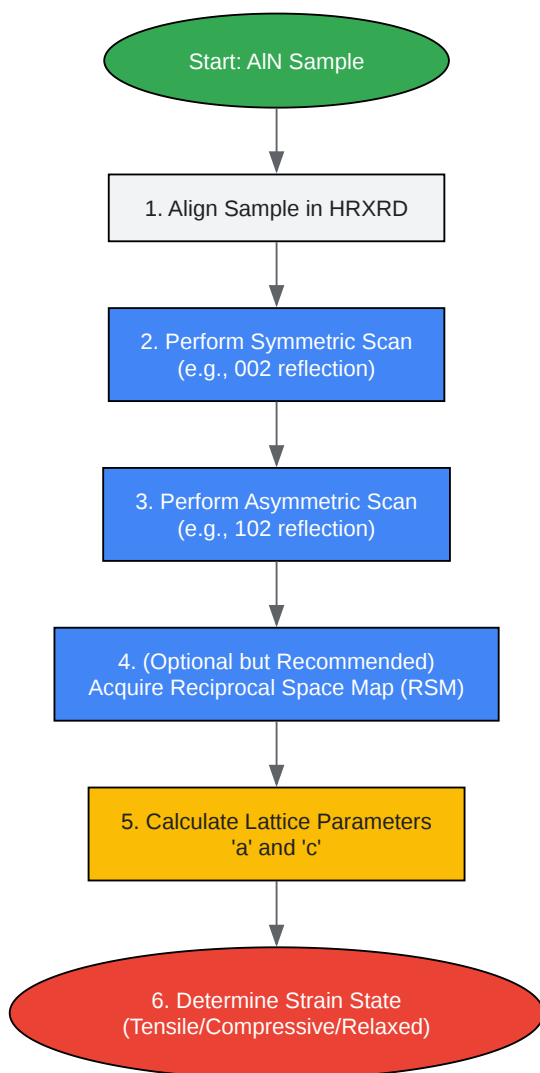 Start: AlN Sample
1. Align Sample in HRXRD
2. Perform Symmetric Scan
(e.g., 002 reflection)
3. Perform Asymmetric Scan
(e.g., 102 reflection)
4. (Optional but Recommended)
Acquire Reciprocal Space Map (RSM)
5. Calculate Lattice Parameters
'a' and 'c'
6. Determine Strain State
(Tensile/Compressive/Relaxed)